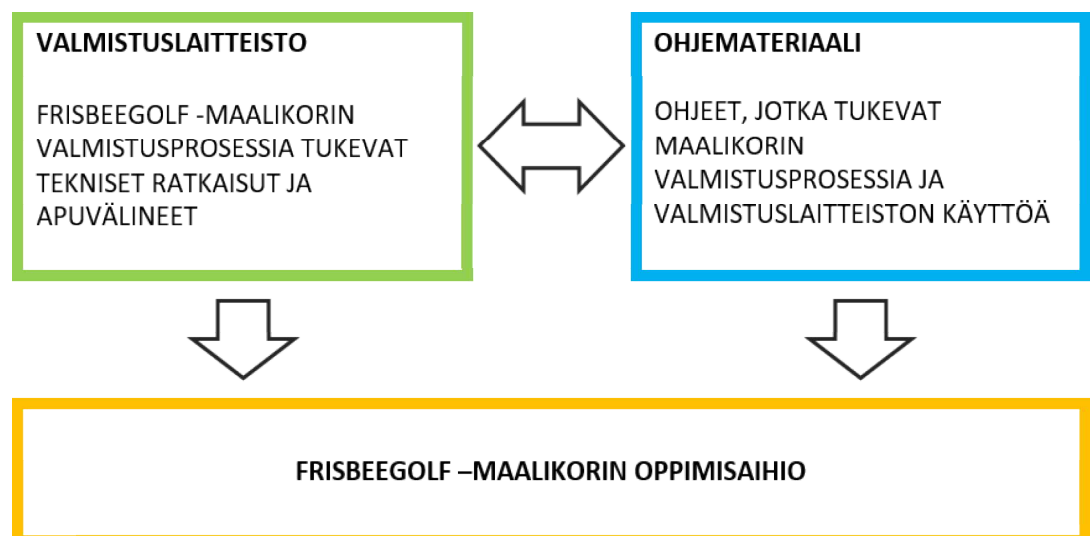 VALMISTUSLAITTEISTO
FRISBEEGOLF -MAALIKORIN
VALMISTUSPROSESSIA TUKEVAT
TEKNISET RATKAISUT JA
APUVÄLINEET
OHJEMATERIAALI
OHJEET, JOTKA TUKEVAT
MAALIKORIN
VALMISTUSPROSESSIA JA
VALMISTUSLAITTEISTON KÄYTTÖÄ
FRISBEEGOLF –MAALIKORIN OPPIMISAIHIO